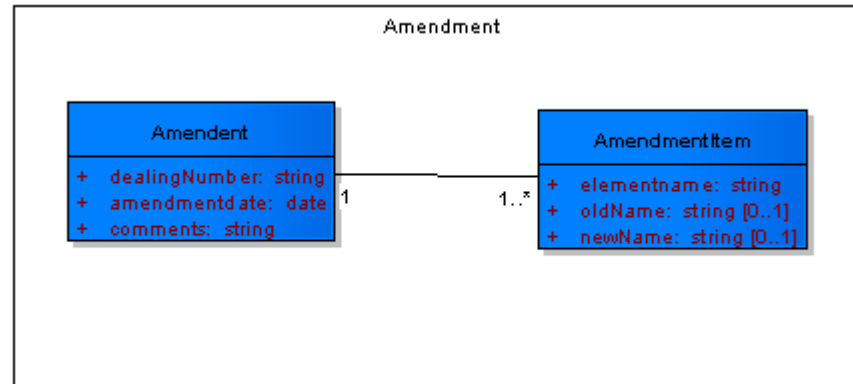 Amendment
Amendent
+ dealingNumber: string
+ amendmentdate: date
+ comments: string
1
1..*
AmendmentItem
+ elementname: string
+ oldName: string [0..1]
+ newName: string [0..1]